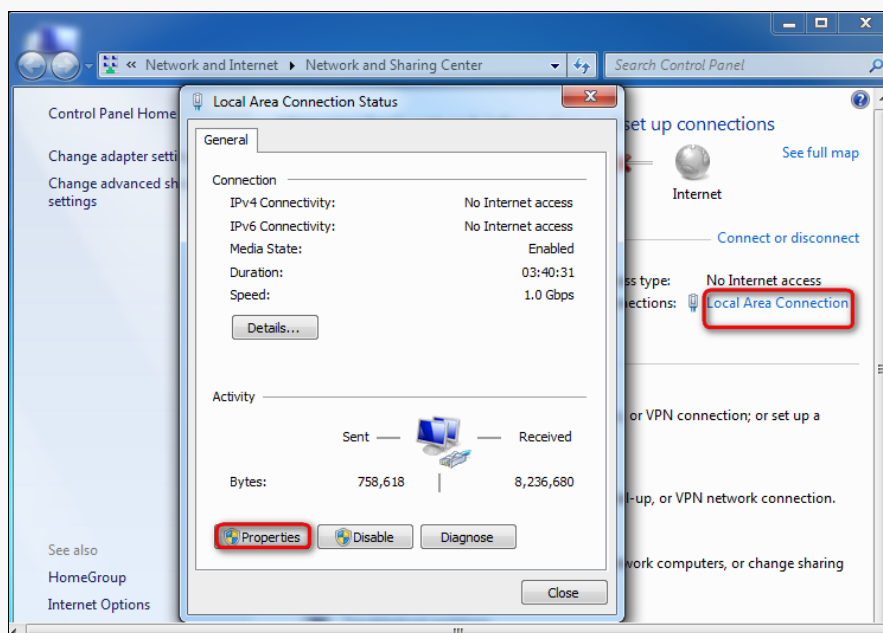 « Network and Internet ▸ Network and Sharing Center
Search Control Panel
Control Panel Home
Change adapter setti
Change advanced sh
settings
See also
HomeGroup
Internet Options
Local Area Connection Status
General
Connection
IPv4 Connectivity: No Internet access
IPv6 Connectivity: No Internet access
Media State: Enabled
Duration: 03:40:31
Speed: 1.0 Gbps
Details...
Activity
Sent Received
Bytes: 758,618 8,236,680
Properties Disable Diagnose
Close
set up connections
See full map
Internet
Connect or disconnect
ss type: No Internet access
nections: Local Area Connection
or VPN connection; or set up a
l-up, or VPN network connection.
work computers, or change sharing